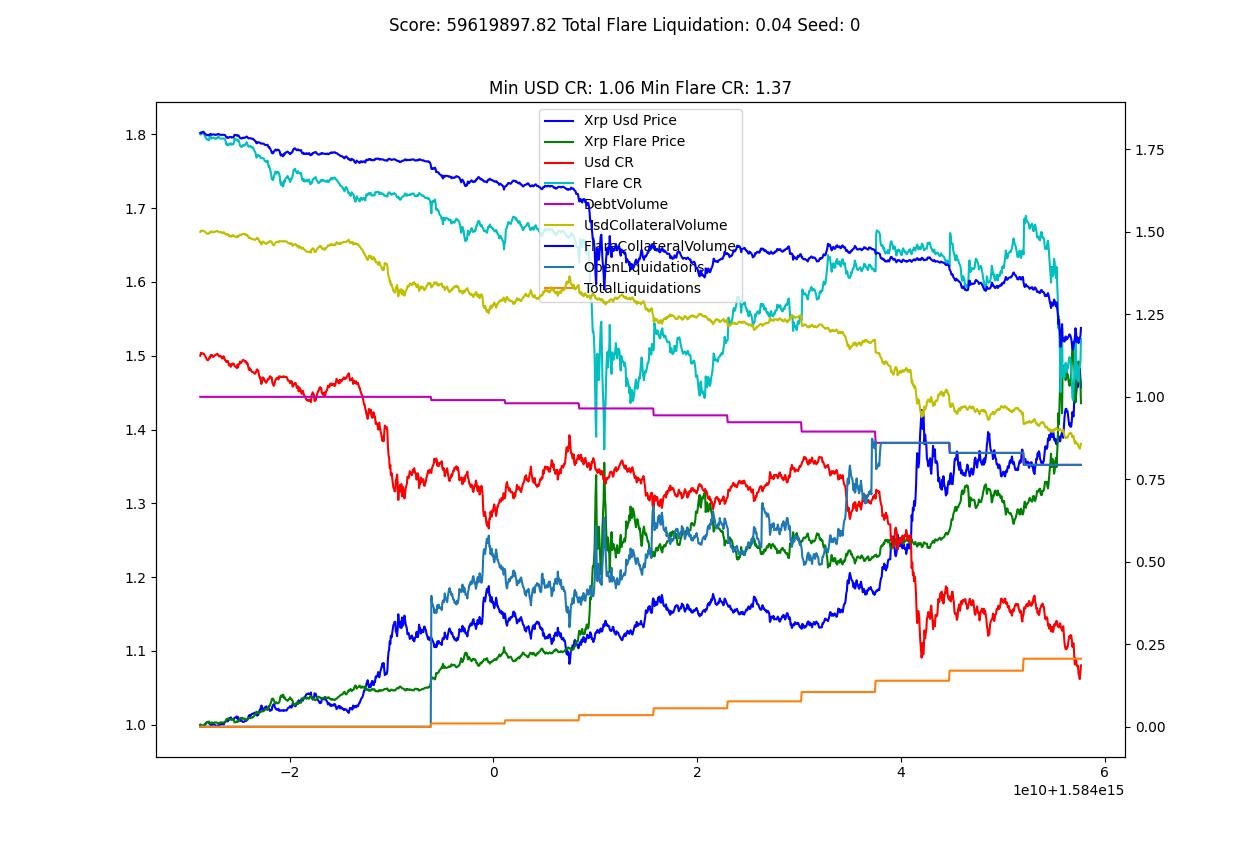 Score: 59619897.82 Total Flare Liquidation: 0.04 Seed: 0
Min USD CR: 1.06 Min Flare CR: 1.37
Xrp Usd Price
Xrp Flare Price
Usd CR
Flare CR
DebtVolume
UsdCollateralVolume
FlareCollateralVolume
OpenLiquidations
TotalLiquidations
1.8
1.7
1.6
1.5
1.4
1.3
1.2
1.1
1.0
1.75
1.50
1.25
1.00
0.75
0.50
0.25
0.00
−2
0
2
4
6
1e10+1.584e15